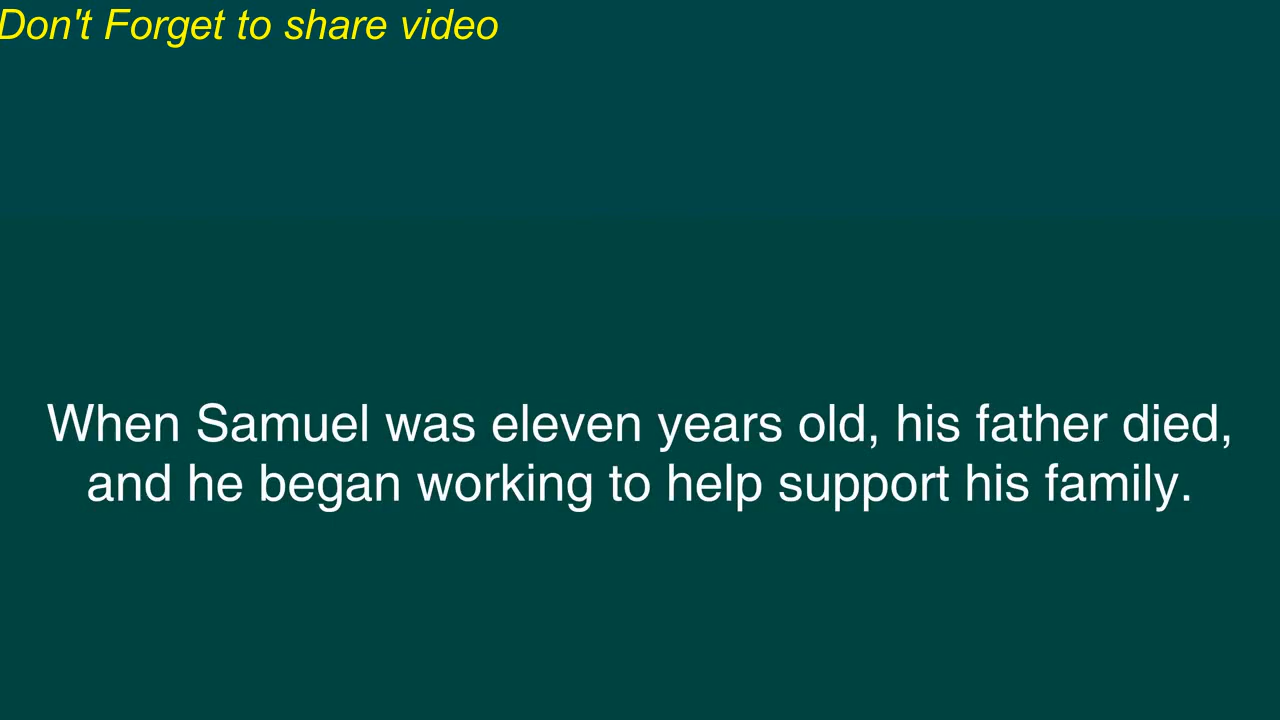 Don't Forget to share video
When Samuel was eleven years old, his father died,
and he began working to help support his family.